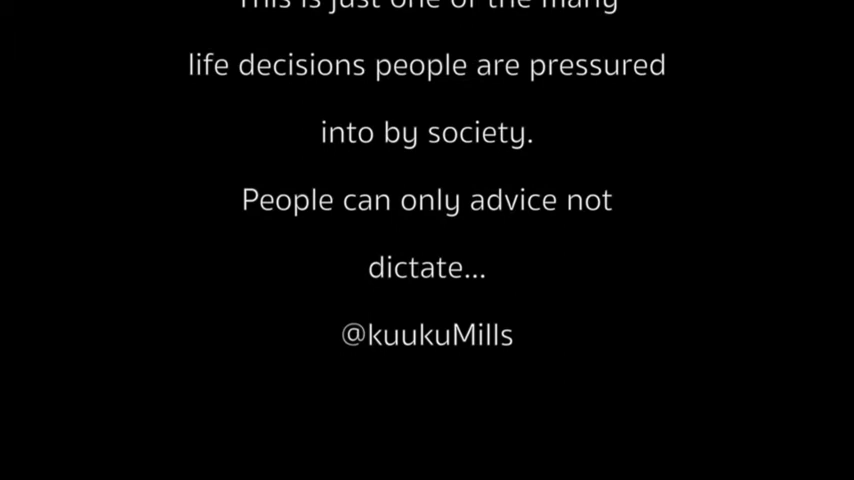 This is just one of the many
life decisions people are pressured
into by society.
People can only advice not
dictate...
@kuukuMills